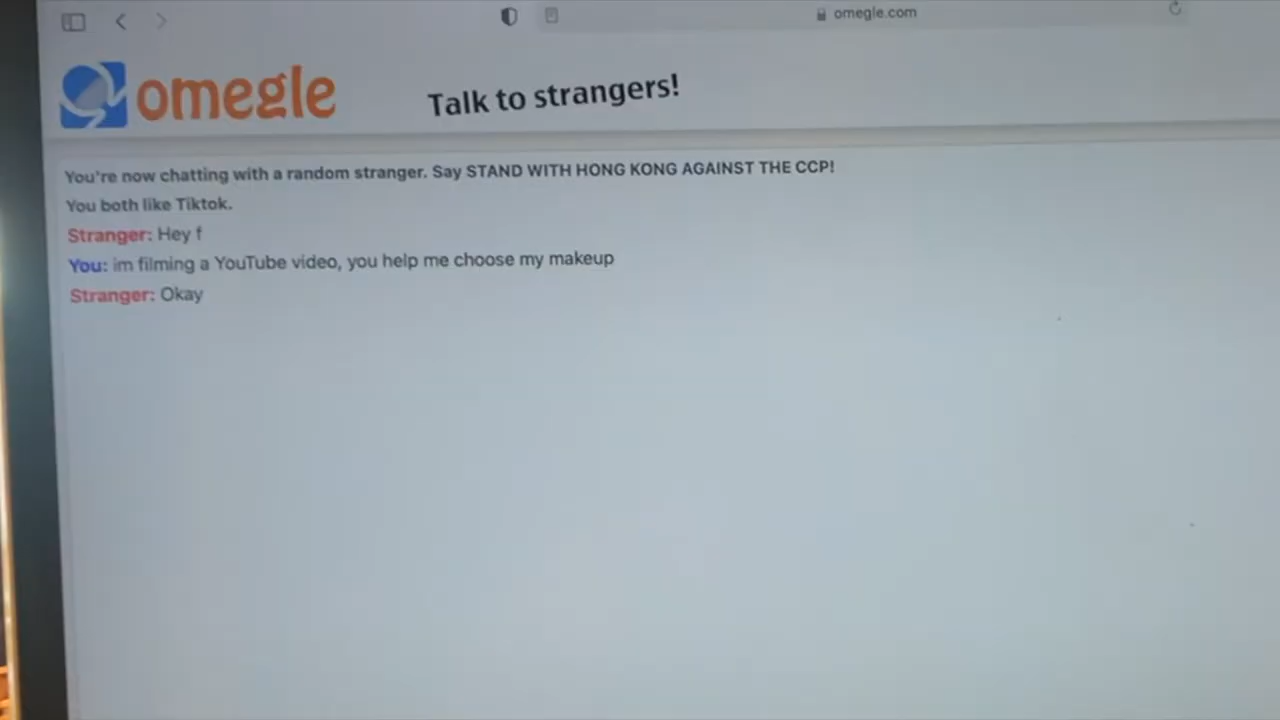 omegle.com
omegle
Talk to strangers!
You're now chatting with a random stranger. Say STAND WITH HONG KONG AGAINST THE CCP!
You both like Tiktok.
Stranger: Hey f
You: im filming a YouTube video, you help me choose my makeup
Stranger: Okay